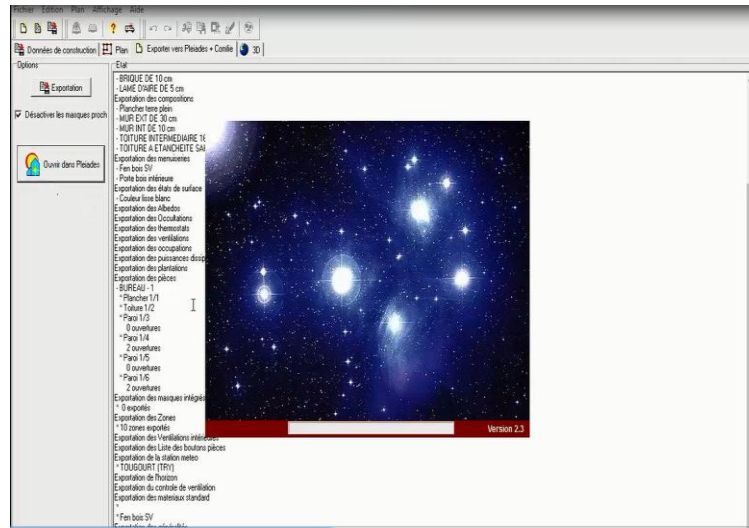 Fichier Edition Plan Affichage Aide
Données de construction Plan Exporter vers Pleiades + Comfie 3D
Options
Exportation
Désactiver les masques proch
Ouvrir dans Pleiades
Etat
- BRIQUE DE 10 cm
- LAME D'AIRE DE 5 cm
Exportation des compositions
- Plancher terre plein
- MUR EXT DE 30 cm
- MUR INT DE 10 cm
- TOITURE INTERMEDIAIRE 16
- TOITURE A ETANCHEITE SA
Exportation des menuiseries
- Fen bois SV
- Porte bois intérieure
Exportation des états de surface
- Couleur lisse blanc
Exportation des Albedos
Exportation des Occultations
Exportation des thermostats
Exportation des ventilations
Exportation des occupations
Exportation des puissances dissip
Exportation des plantations
Exportation des pièces
- BUREAU - 1
* Plancher 1/1
* Toiture 1/2
* Paroi 1/3
0 ouvertures
* Paroi 1/4
2 ouvertures
* Paroi 1/5
0 ouvertures
* Paroi 1/6
2 ouvertures
Exportation des masques intégrés
* 0 exportés
Exportation des Zones
* 10 zones exportés
Exportation des Ventilations intérieures
Exportation des Liste des boutons pièces
Exportation de la station meteo
* TOUGOURT (TRY)
Exportation de l'horizon
Exportation du controle de ventilation
Exportation des materiaux standard
*
* Fen bois SV
Version 2.3